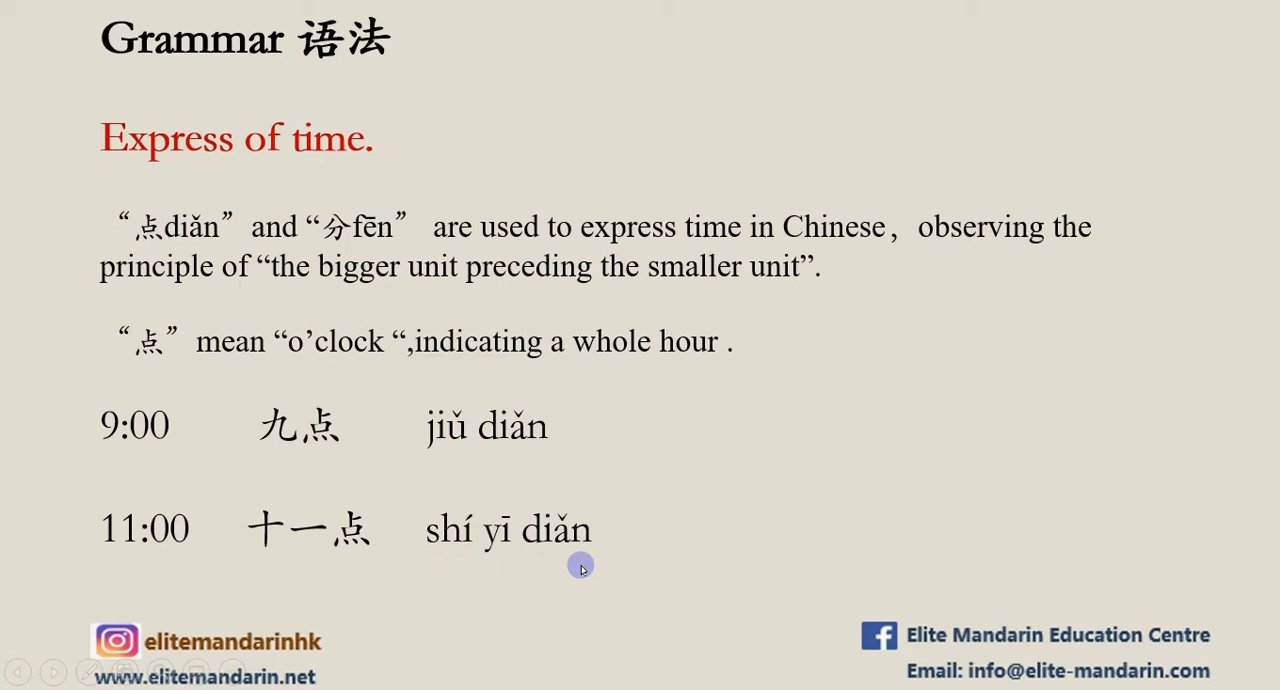 Grammar 语法
Express of time.
“点diǎn” and “分fēn” are used to express time in Chinese，observing the
principle of “the bigger unit preceding the smaller unit”.
“点” mean “o’clock “,indicating a whole hour .
9:00 九点 jiǔ diǎn
11:00 十一点 shí yī diǎn
elitemandarinhk
www.elitemandarin.net
Elite Mandarin Education Centre
Email: info@elite-mandarin.com